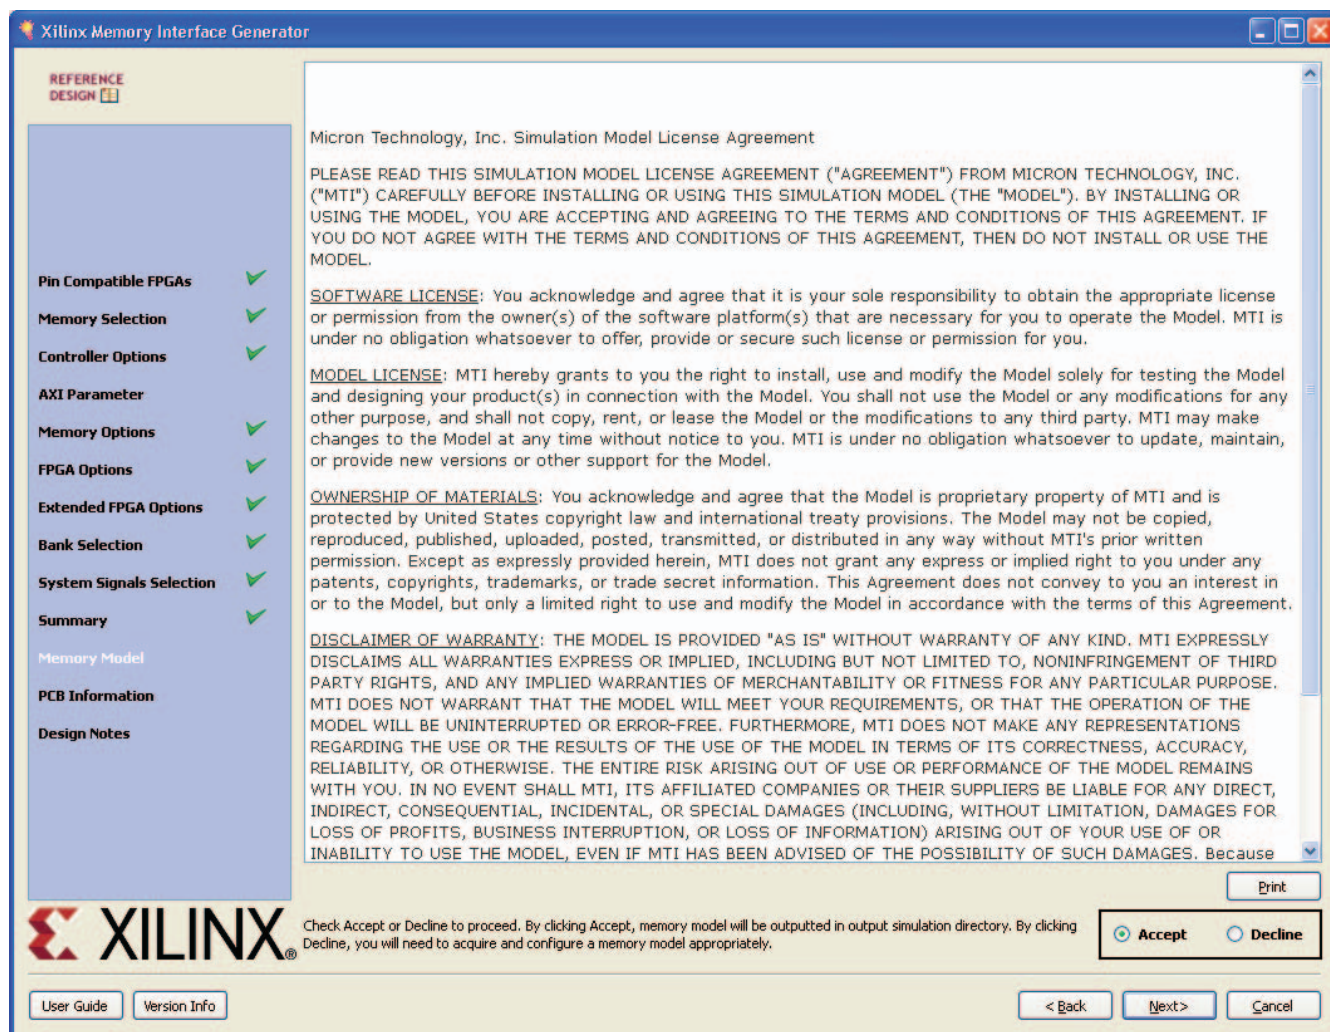 Xilinx Memory Interface Generator
REFERENCE
DESIGN
Pin Compatible FPGAs
Memory Selection
Controller Options
AXI Parameter
Memory Options
FPGA Options
Extended FPGA Options
Bank Selection
System Signals Selection
Summary
Memory Model
PCB Information
Design Notes
Micron Technology, Inc. Simulation Model License Agreement
PLEASE READ THIS SIMULATION MODEL LICENSE AGREEMENT ("AGREEMENT") FROM MICRON TECHNOLOGY, INC.
("MTI") CAREFULLY BEFORE INSTALLING OR USING THIS SIMULATION MODEL (THE "MODEL"). BY INSTALLING OR
USING THE MODEL, YOU ARE ACCEPTING AND AGREEING TO THE TERMS AND CONDITIONS OF THIS AGREEMENT. IF
YOU DO NOT AGREE WITH THE TERMS AND CONDITIONS OF THIS AGREEMENT, THEN DO NOT INSTALL OR USE THE
MODEL.
SOFTWARE LICENSE: You acknowledge and agree that it is your sole responsibility to obtain the appropriate license
or permission from the owner(s) of the software platform(s) that are necessary for you to operate the Model. MTI is
under no obligation whatsoever to offer, provide or secure such license or permission for you.
MODEL LICENSE: MTI hereby grants to you the right to install, use and modify the Model solely for testing the Model
and designing your product(s) in connection with the Model. You shall not use the Model or any modifications for any
other purpose, and shall not copy, rent, or lease the Model or the modifications to any third party. MTI may make
changes to the Model at any time without notice to you. MTI is under no obligation whatsoever to update, maintain,
or provide new versions or other support for the Model.
OWNERSHIP OF MATERIALS: You acknowledge and agree that the Model is proprietary property of MTI and is
protected by United States copyright law and international treaty provisions. The Model may not be copied,
reproduced, published, uploaded, posted, transmitted, or distributed in any way without MTI's prior written
permission. Except as expressly provided herein, MTI does not grant any express or implied right to you under any
patents, copyrights, trademarks, or trade secret information. This Agreement does not convey to you an interest in
or to the Model, but only a limited right to use and modify the Model in accordance with the terms of this Agreement.
DISCLAIMER OF WARRANTY: THE MODEL IS PROVIDED "AS IS" WITHOUT WARRANTY OF ANY KIND. MTI EXPRESSLY
DISCLAIMS ALL WARRANTIES EXPRESS OR IMPLIED, INCLUDING BUT NOT LIMITED TO, NONINFRINGEMENT OF THIRD
PARTY RIGHTS, AND ANY IMPLIED WARRANTIES OF MERCHANTABILITY OR FITNESS FOR ANY PARTICULAR PURPOSE.
MTI DOES NOT WARRANT THAT THE MODEL WILL MEET YOUR REQUIREMENTS, OR THAT THE OPERATION OF THE
MODEL WILL BE UNINTERRUPTED OR ERROR-FREE. FURTHERMORE, MTI DOES NOT MAKE ANY REPRESENTATIONS
REGARDING THE USE OR THE RESULTS OF THE USE OF THE MODEL IN TERMS OF ITS CORRECTNESS, ACCURACY,
RELIABILITY, OR OTHERWISE. THE ENTIRE RISK ARISING OUT OF USE OR PERFORMANCE OF THE MODEL REMAINS
WITH YOU. IN NO EVENT SHALL MTI, ITS AFFILIATED COMPANIES OR THEIR SUPPLIERS BE LIABLE FOR ANY DIRECT,
INDIRECT, CONSEQUENTIAL, INCIDENTAL, OR SPECIAL DAMAGES (INCLUDING, WITHOUT LIMITATION, DAMAGES FOR
LOSS OF PROFITS, BUSINESS INTERRUPTION, OR LOSS OF INFORMATION) ARISING OUT OF YOUR USE OF OR
INABILITY TO USE THE MODEL, EVEN IF MTI HAS BEEN ADVISED OF THE POSSIBILITY OF SUCH DAMAGES. Because
Print
XILINX®
Check Accept or Decline to proceed. By clicking Accept, memory model will be outputted in output simulation directory. By clicking
Decline, you will need to acquire and configure a memory model appropriately.
Accept Decline
User Guide Version Info < Back Next> Cancel